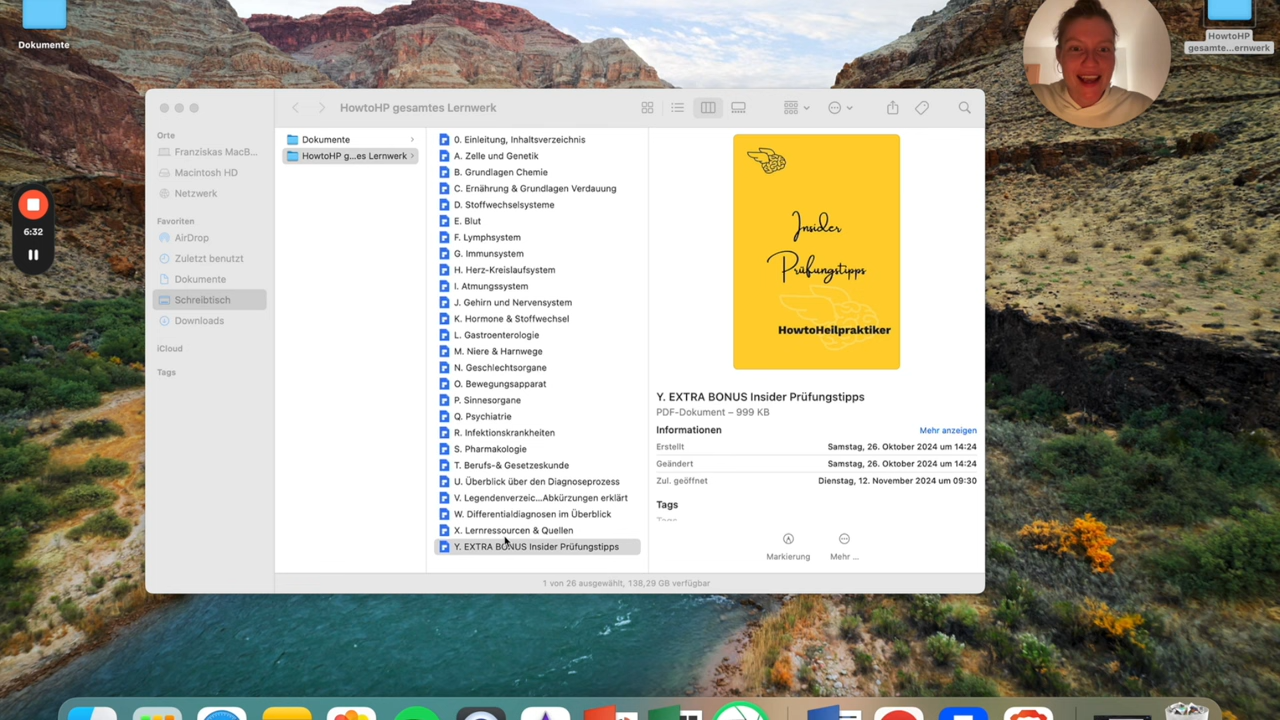 Dokumente
HowtoHP
gesamte...ernwerk
HowtoHP gesamtes Lernwerk
6:32
Orte
Franziskas MacB...
Macintosh HD
Netzwerk
Favoriten
AirDrop
Zuletzt benutzt
Dokumente
Schreibtisch
Downloads
iCloud
Tags
Dokumente
HowtoHP g...es Lernwerk
0. Einleitung, Inhaltsverzeichnis
A. Zelle und Genetik
B. Grundlagen Chemie
C. Ernährung & Grundlagen Verdauung
D. Stoffwechselsysteme
E. Blut
F. Lymphsystem
G. Immunsystem
H. Herz-Kreislaufsystem
I. Atmungssystem
J. Gehirn und Nervensystem
K. Hormone & Stoffwechsel
L. Gastroenterologie
M. Niere & Harnwege
N. Geschlechtsorgane
O. Bewegungsapparat
P. Sinnesorgane
Q. Psychiatrie
R. Infektionskrankheiten
S. Pharmakologie
T. Berufs-& Gesetzeskunde
U. Überblick über den Diagnoseprozess
V. Legendenverzeic...Abkürzungen erklärt
W. Differentialdiagnosen im Überblick
X. Lernressourcen & Quellen
Y. EXTRA BONUS Insider Prüfungstipps
Insider
Prüfungstipps
HowtoHeilpraktiker
Y. EXTRA BONUS Insider Prüfungstipps
PDF-Dokument – 999 KB
Informationen Mehr anzeigen
Erstellt Samstag, 26. Oktober 2024 um 14:24
Geändert Samstag, 26. Oktober 2024 um 14:24
Zul. geöffnet Dienstag, 12. November 2024 um 09:30
Tags
Tags
Markierung Mehr ...
1 von 26 ausgewählt, 138,29 GB verfügbar